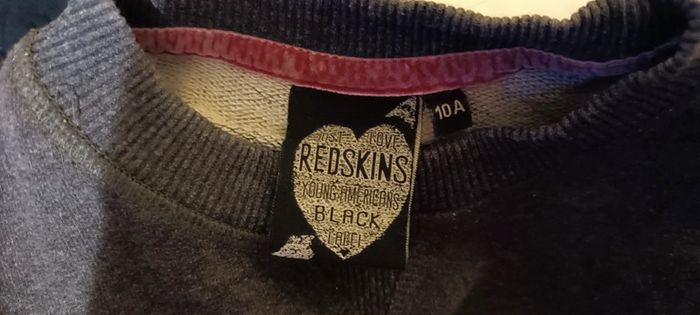 JUST LOVE
REDSKINS
YOUNG AMERICANS
BLACK
LABEL
10A